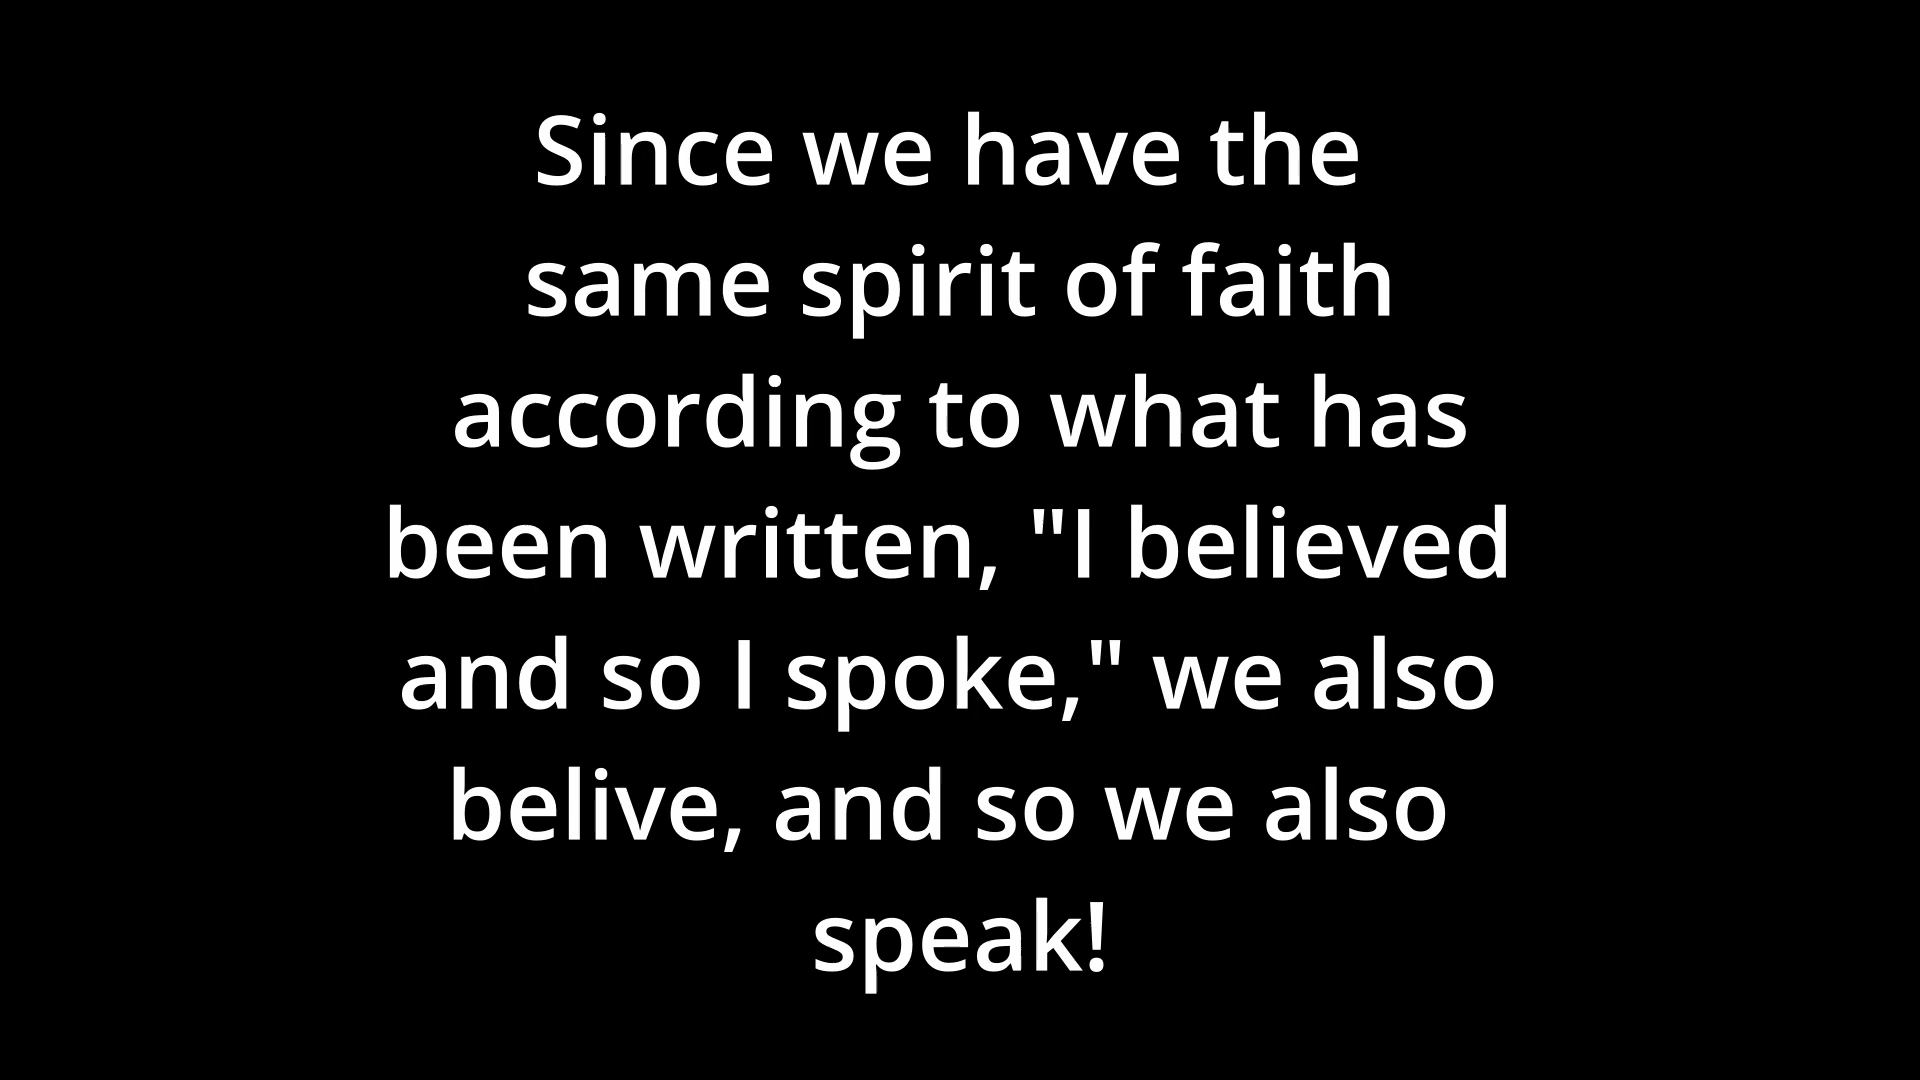 Since we have the
same spirit of faith
according to what has
been written, "I believed
and so I spoke," we also
belive, and so we also
speak!